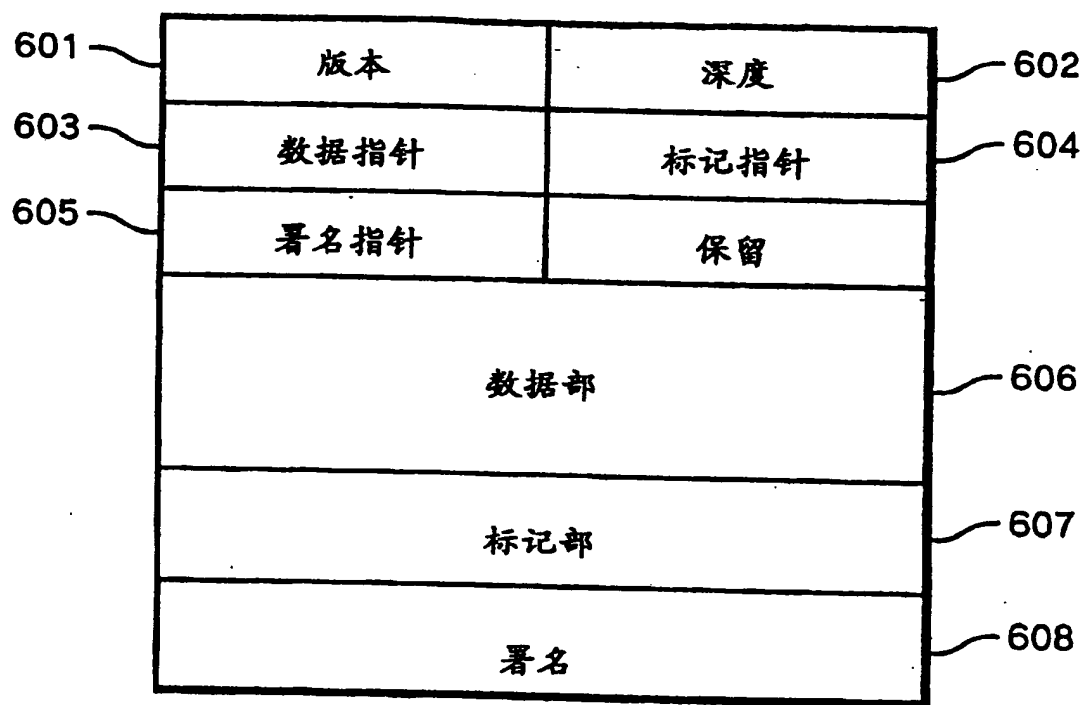 601 版本 深度 602
603 数据指针 标记指针 604
605 署名指针 保留
数据部 606
标记部 607
署名 608